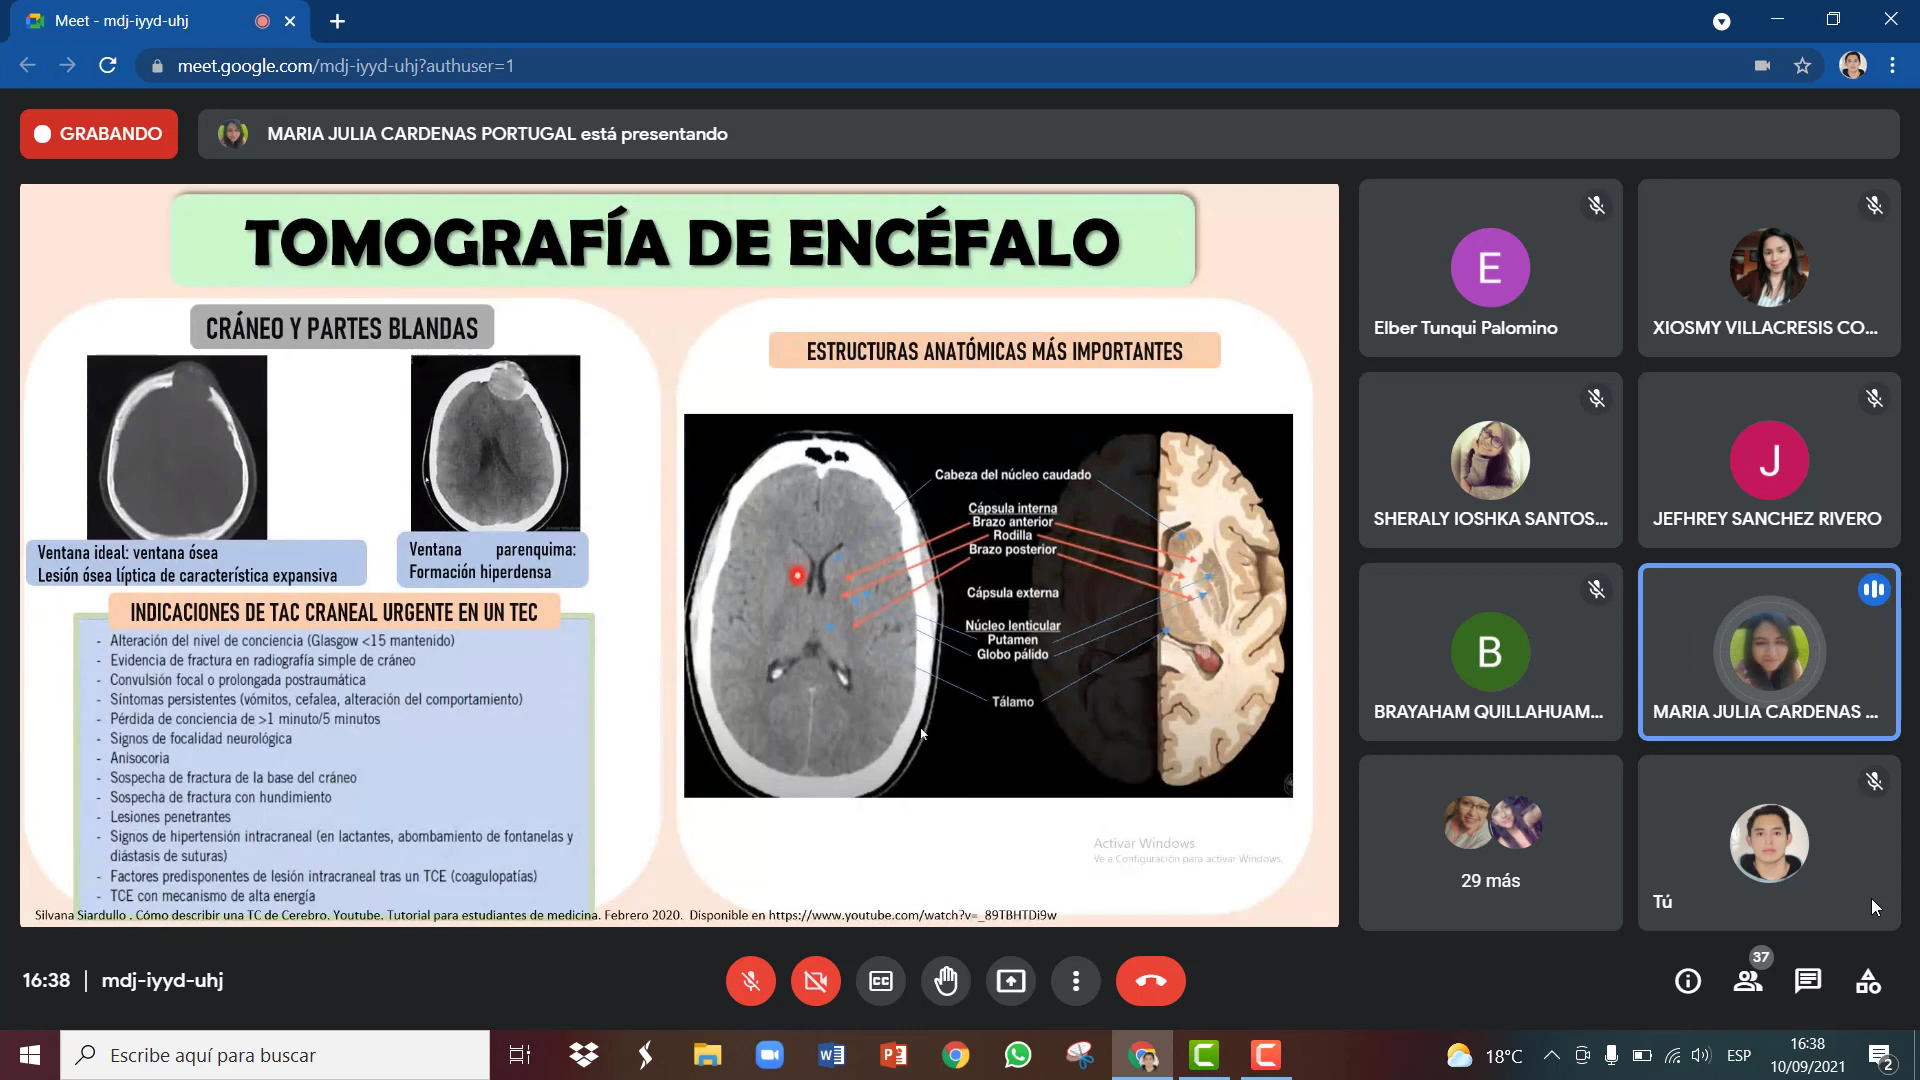 Meet - mdj-iyyd-uhj
meet.google.com/mdj-iyyd-uhj?authuser=1
GRABANDO
MARIA JULIA CARDENAS PORTUGAL está presentando
TOMOGRAFÍA DE ENCÉFALO
CRÁNEO Y PARTES BLANDAS
Ventana ideal: ventana ósea
Lesión ósea líptica de característica expansiva
Ventana parenquima:
Formación hiperdensa
INDICACIONES DE TAC CRANEAL URGENTE EN UN TEC
- Alteración del nivel de conciencia (Glasgow <15 mantenido)
- Evidencia de fractura en radiografía simple de cráneo
- Convulsión focal o prolongada postraumática
- Síntomas persistentes (vómitos, cefalea, alteración del comportamiento)
- Pérdida de conciencia de >1 minuto/5 minutos
- Signos de focalidad neurológica
- Anisocoria
- Sospecha de fractura de la base del cráneo
- Sospecha de fractura con hundimiento
- Lesiones penetrantes
- Signos de hipertensión intracraneal (en lactantes, abombamiento de fontanelas y
diástasis de suturas)
- Factores predisponentes de lesión intracraneal tras un TCE (coagulopatías)
- TCE con mecanismo de alta energía
ESTRUCTURAS ANATÓMICAS MÁS IMPORTANTES
Cabeza del núcleo caudado
Cápsula interna
Brazo anterior
Rodilla
Brazo posterior
Cápsula externa
Núcleo lenticular
Putamen
Globo pálido
Tálamo
Activar Windows
Ve a Configuración para activar Windows.
Silvana Siardullo . Cómo describir una TC de Cerebro. Youtube. Tutorial para estudiantes de medicina. Febrero 2020. Disponible en https://www.youtube.com/watch?v=_89TBHTDi9w
E
Elber Tunqui Palomino
XIOSMY VILLACRESIS CO...
SHERALY IOSHKA SANTOS...
J
JEFHREY SANCHEZ RIVERO
B
BRAYAHAM QUILLAHUAM...
MARIA JULIA CARDENAS ...
29 más
Tú
16:38 | mdj-iyyd-uhj
37
Escribe aquí para buscar
18°C
ESP
16:38
10/09/2021
2